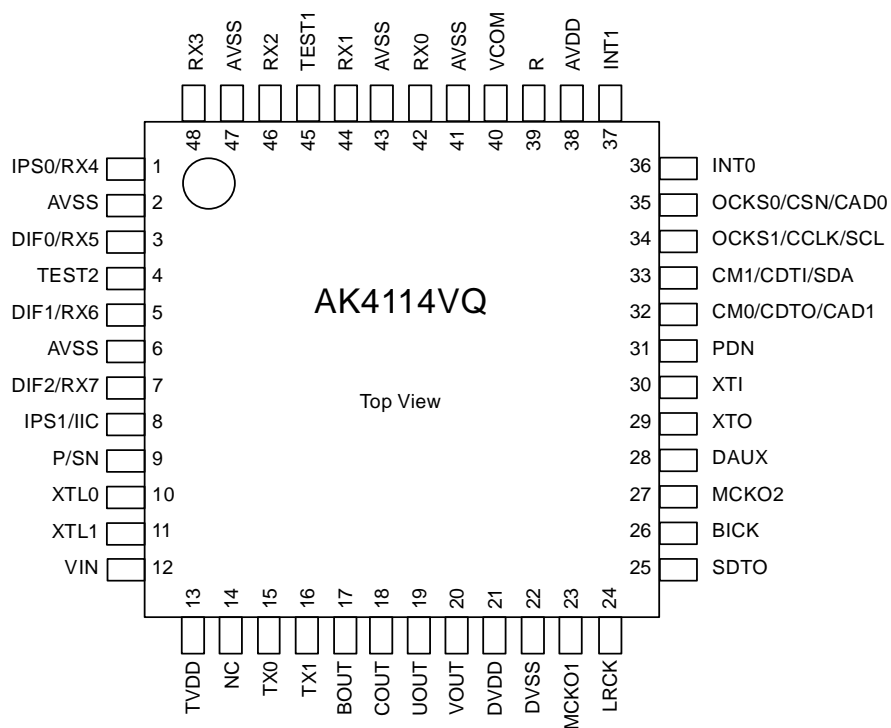 RX3 AVSS RX2 TEST1 RX1 AVSS RX0 AVSS VCOM R AVDD INT1
48 47 46 45 44 43 42 41 40 39 38 37
IPS0/RX4 1 36 INT0
AVSS 2 35 OCKS0/CSN/CAD0
DIF0/RX5 3 34 OCKS1/CCLK/SCL
TEST2 4 33 CM1/CDTI/SDA
DIF1/RX6 5 32 CM0/CDTO/CAD1
AVSS 6 31 PDN
DIF2/RX7 7 30 XTI
IPS1/IIC 8 29 XTO
P/SN 9 28 DAUX
XTL0 10 27 MCKO2
XTL1 11 26 BICK
VIN 12 25 SDTO
AK4114VQ
Top View
13 14 15 16 17 18 19 20 21 22 23 24
TVDD NC TX0 TX1 BOUT COUT UOUT VOUT DVDD DVSS MCKO1 LRCK